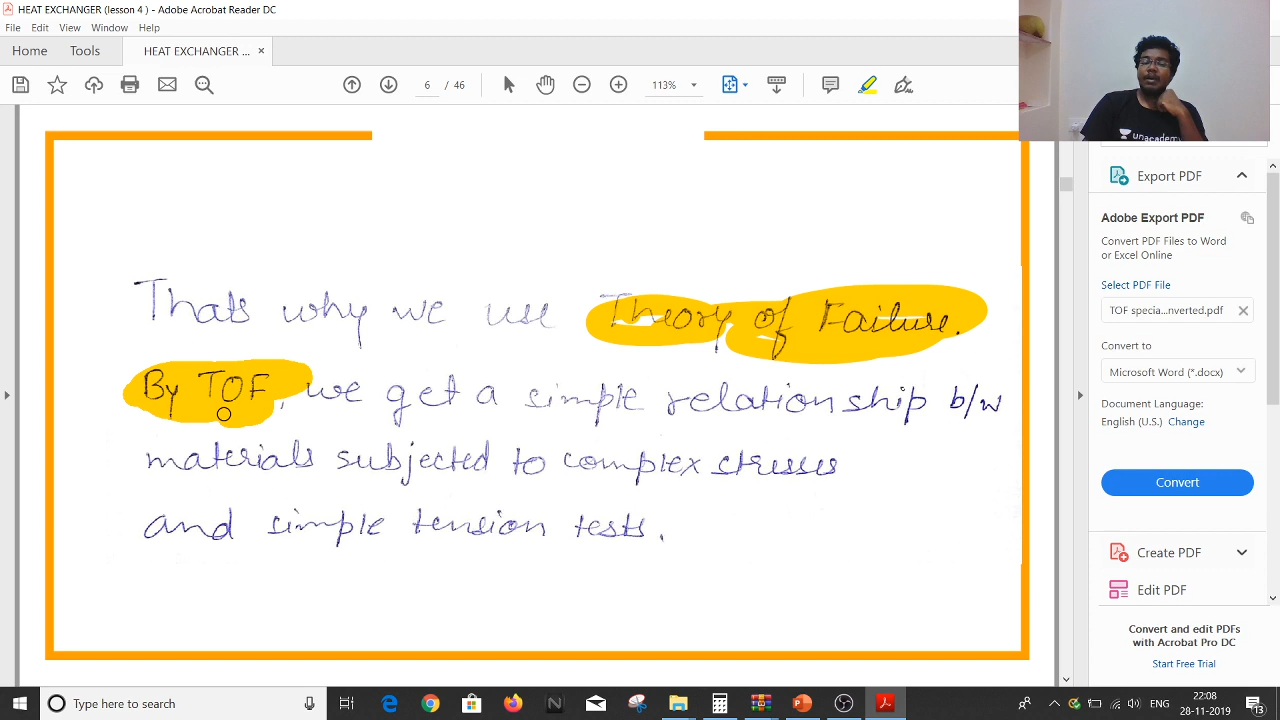 HEAT EXCHANGER (lesson 4 ) - Adobe Acrobat Reader DC
File Edit View Window Help
Home Tools HEAT EXCHANGER ... ×
6 / 46 113%
unacademy
Export PDF
Adobe Export PDF
Convert PDF Files to Word
or Excel Online
Select PDF File
TOF specia...nverted.pdf
Convert to
Microsoft Word (*.docx)
Document Language:
English (U.S.) Change
Convert
Create PDF
Edit PDF
Convert and edit PDFs
with Acrobat Pro DC
Start Free Trial
Thats why we use Theory of Failure.
By TOF, we get a simple relationship b/w
materials subjected to complex stresses
and simple tension tests.
Type here to search
ENG
22:08
28-11-2019